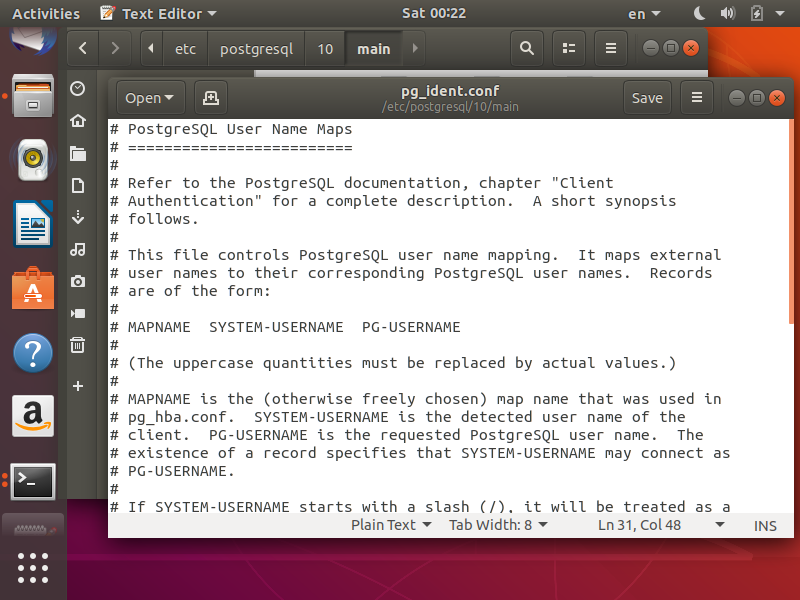 Activities
Text Editor
Sat 00:22
en
etc
postgresql
10
main
Open
pg_ident.conf
/etc/postgresql/10/main
Save
# PostgreSQL User Name Maps
# =========================
#
# Refer to the PostgreSQL documentation, chapter "Client
# Authentication" for a complete description.  A short synopsis
# follows.
#
# This file controls PostgreSQL user name mapping.  It maps external
# user names to their corresponding PostgreSQL user names.  Records
# are of the form:
#
# MAPNAME  SYSTEM-USERNAME  PG-USERNAME
#
# (The uppercase quantities must be replaced by actual values.)
#
# MAPNAME is the (otherwise freely chosen) map name that was used in
# pg_hba.conf.  SYSTEM-USERNAME is the detected user name of the
# client.  PG-USERNAME is the requested PostgreSQL user name.  The
# existence of a record specifies that SYSTEM-USERNAME may connect as
# PG-USERNAME.
#
# If SYSTEM-USERNAME starts with a slash (/), it will be treated as a
Plain Text
Tab Width: 8
Ln 31, Col 48
INS